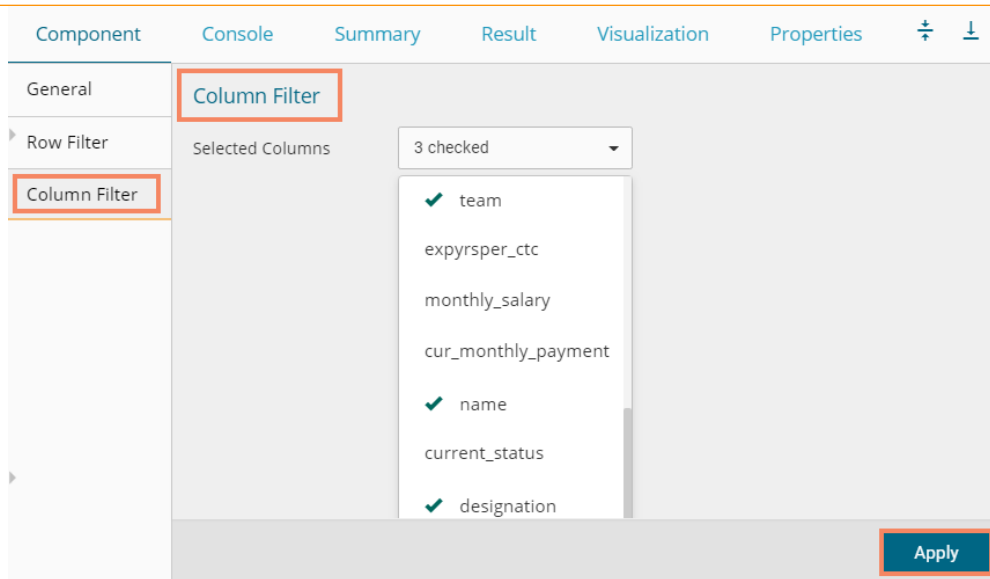 Component Console Summary Result Visualization Properties
General
Row Filter
Column Filter
Column Filter
Selected Columns 3 checked
team
expyrsper_ctc
monthly_salary
cur_monthly_payment
name
current_status
designation
Apply